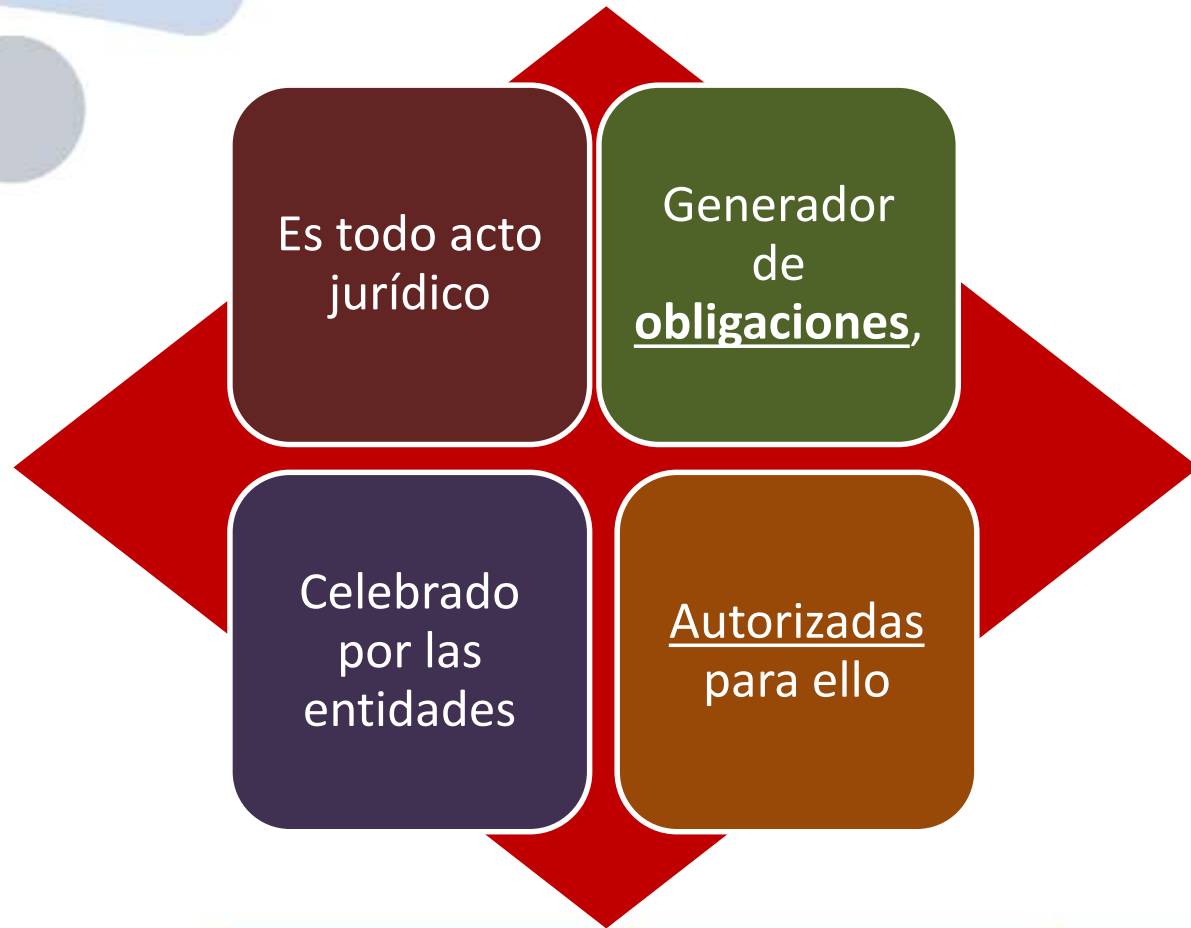 Es todo acto
jurídico
Generador
de
obligaciones,
Celebrado
por las
entidades
Autorizadas
para ello